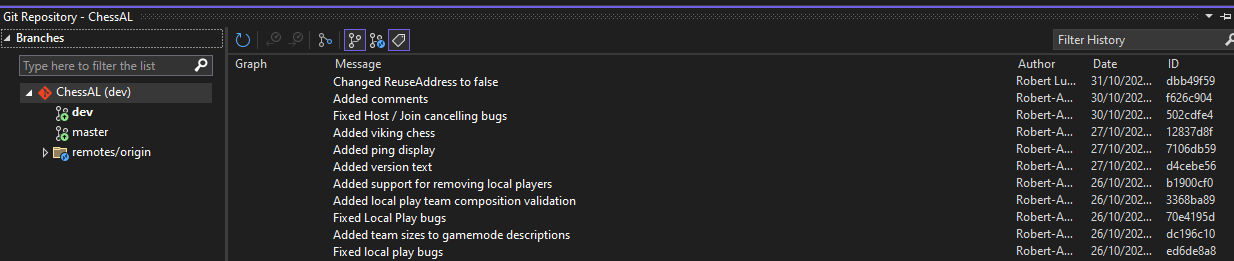 Git Repository - ChessAL
Branches
Type here to filter the list
ChessAL (dev)
dev
master
remotes/origin
Filter History
Graph Message Author Date ID
Changed ReuseAddress to false Robert Lu... 31/10/202... dbb49f59
Added comments Robert-A... 30/10/202... f626c904
Fixed Host / Join cancelling bugs Robert-A... 30/10/202... 502cdfe4
Added viking chess Robert-A... 27/10/202... 12837d8f
Added ping display Robert-A... 27/10/202... 7106db59
Added version text Robert-A... 27/10/202... d4cebe56
Added support for removing local players Robert-A... 26/10/202... b1900cf0
Added local play team composition validation Robert-A... 26/10/202... 3368ba89
Fixed Local Play bugs Robert-A... 26/10/202... 70e4195d
Added team sizes to gamemode descriptions Robert-A... 26/10/202... dc196c10
Fixed local play bugs Robert-A... 26/10/202... ed6de8a8